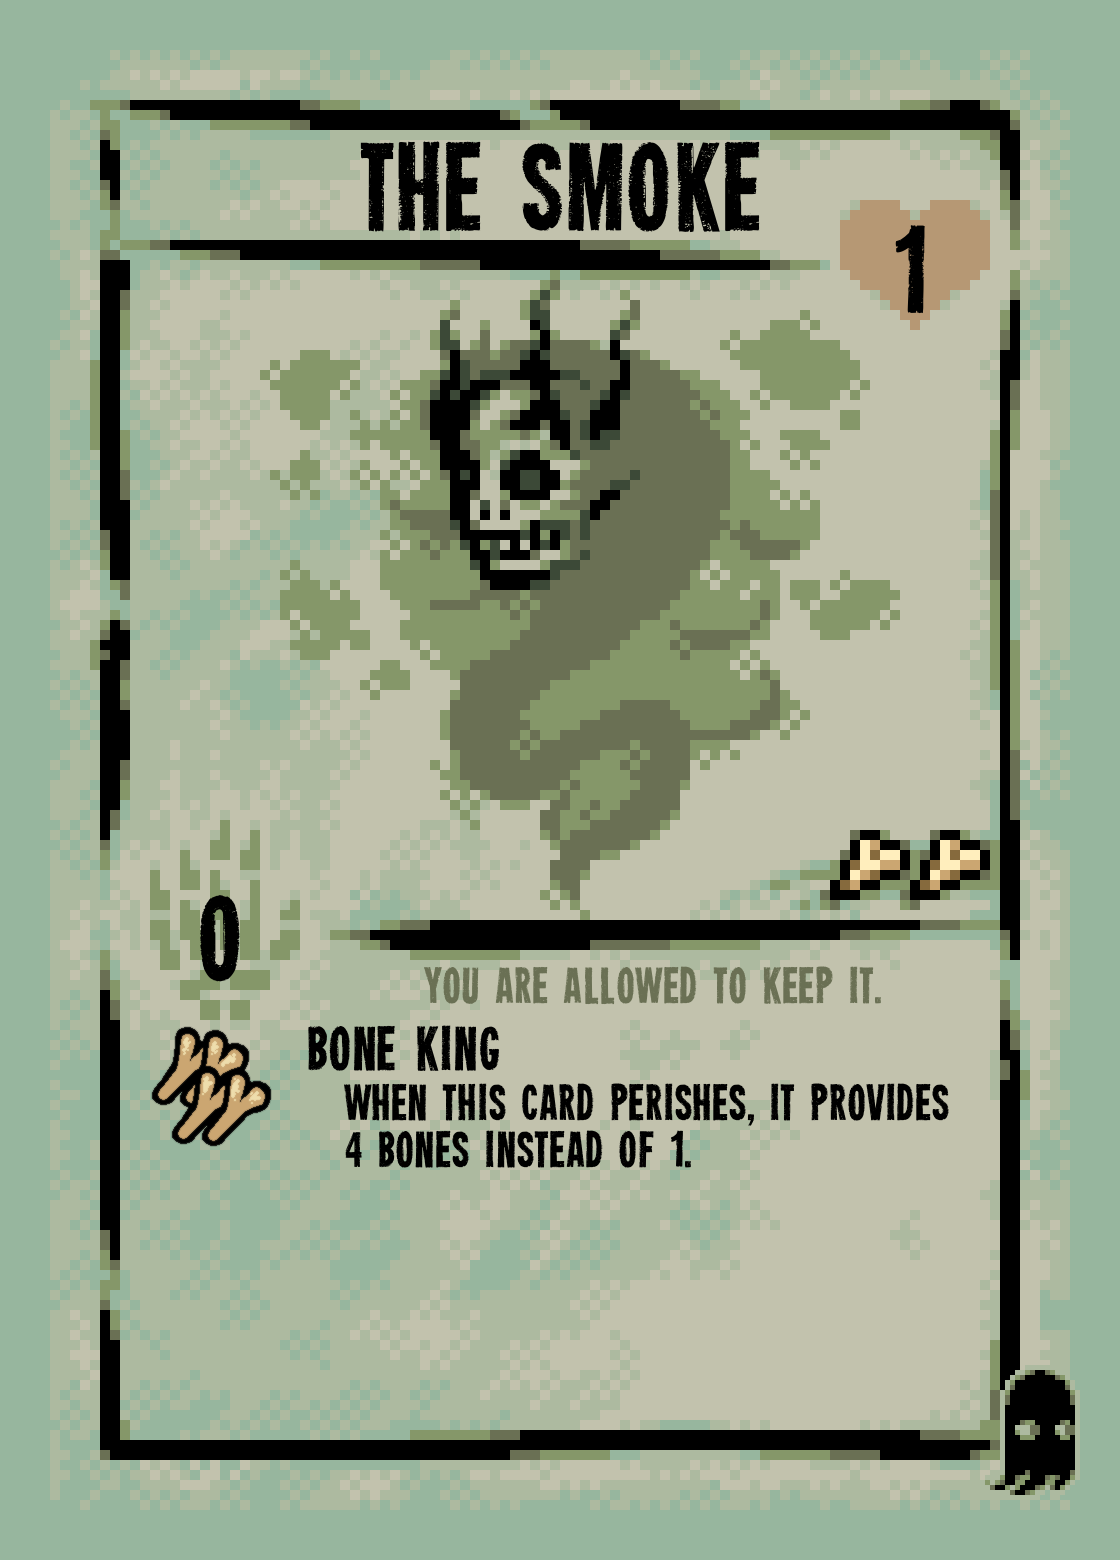 THE SMOKE
1
0
YOU ARE ALLOWED TO KEEP IT.
BONE KING
WHEN THIS CARD PERISHES, IT PROVIDES
4 BONES INSTEAD OF 1.